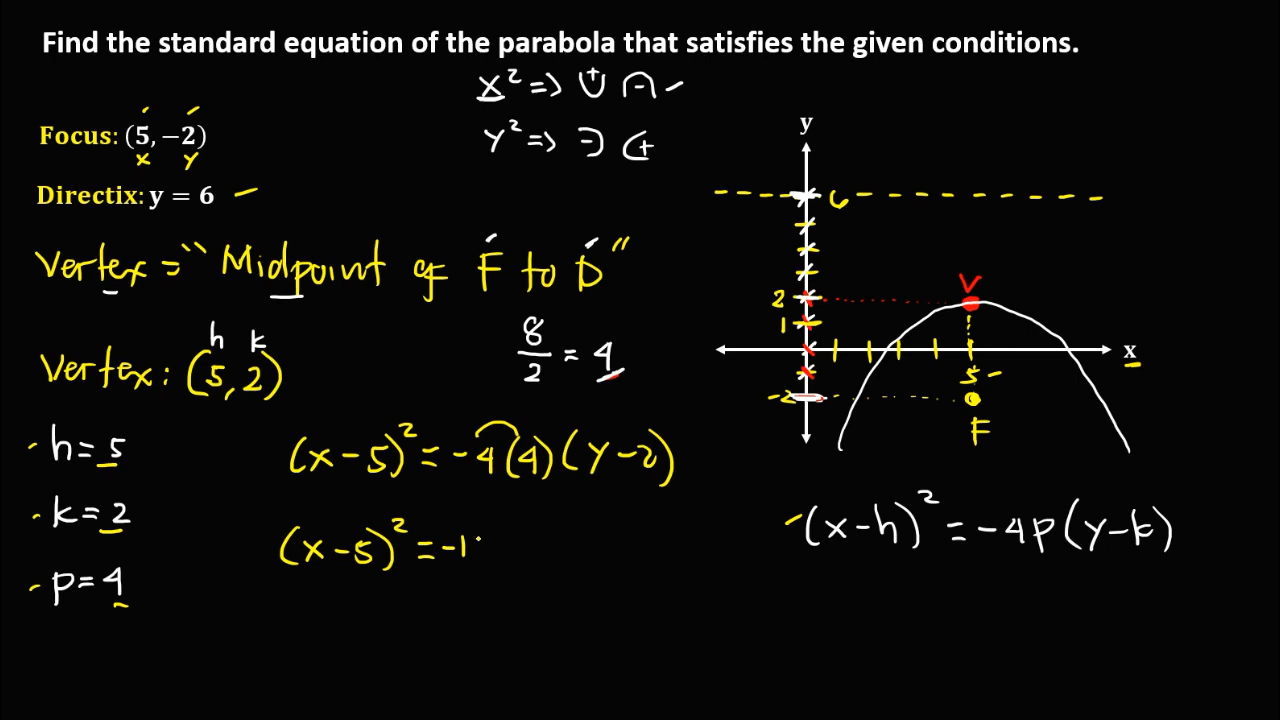 Find the standard equation of the parabola that satisfies the given conditions.
x² => ∪ + ∩ -
Focus: (5, −2)
x y
y² => ⊃ - ⊂ +
Directix: y = 6
Vertex = "Midpoint of F to D"
h k
Vertex: (5, 2)
8/2 = 4
h = 5
(x − 5)² = −4(4)(y − 2)
k = 2
(x − 5)² = −1
p = 4
y
6
V
2
1
x
5
-2
F
(x − h)² = −4p(y − k)